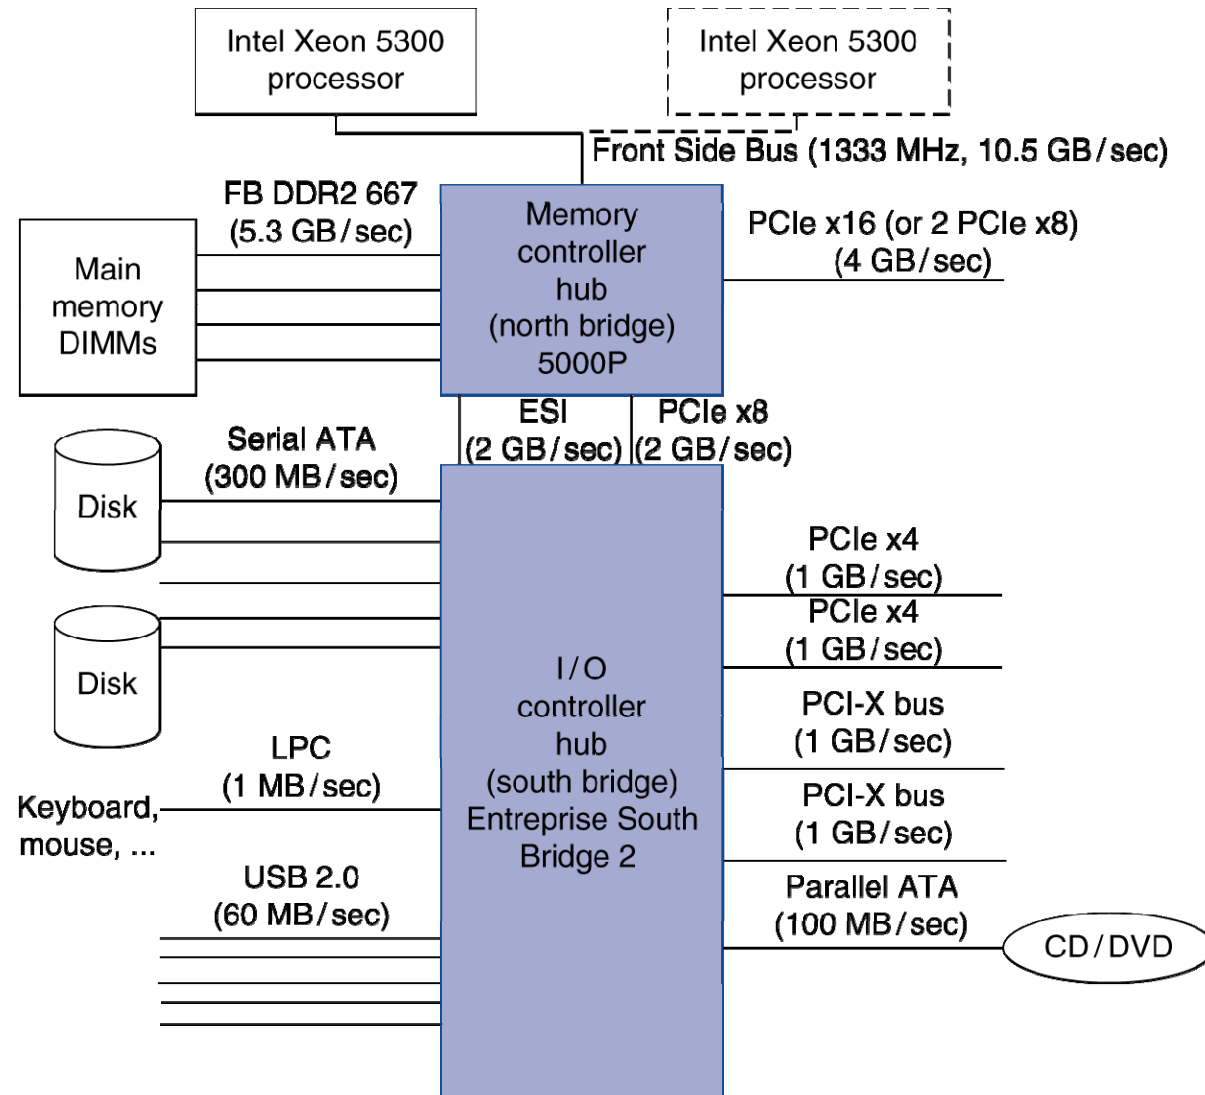 Intel Xeon 5300
processor
Intel Xeon 5300
processor
Front Side Bus (1333 MHz, 10.5 GB/sec)
FB DDR2 667
(5.3 GB/sec)
Main
memory
DIMMs
Memory
controller
hub
(north bridge)
5000P
PCIe x16 (or 2 PCIe x8)
(4 GB/sec)
ESI
(2 GB/sec)
PCIe x8
(2 GB/sec)
Serial ATA
(300 MB/sec)
Disk
Disk
LPC
(1 MB/sec)
Keyboard,
mouse, ...
USB 2.0
(60 MB/sec)
I/O
controller
hub
(south bridge)
Entreprise South
Bridge 2
PCIe x4
(1 GB/sec)
PCIe x4
(1 GB/sec)
PCI-X bus
(1 GB/sec)
PCI-X bus
(1 GB/sec)
Parallel ATA
(100 MB/sec)
CD/DVD